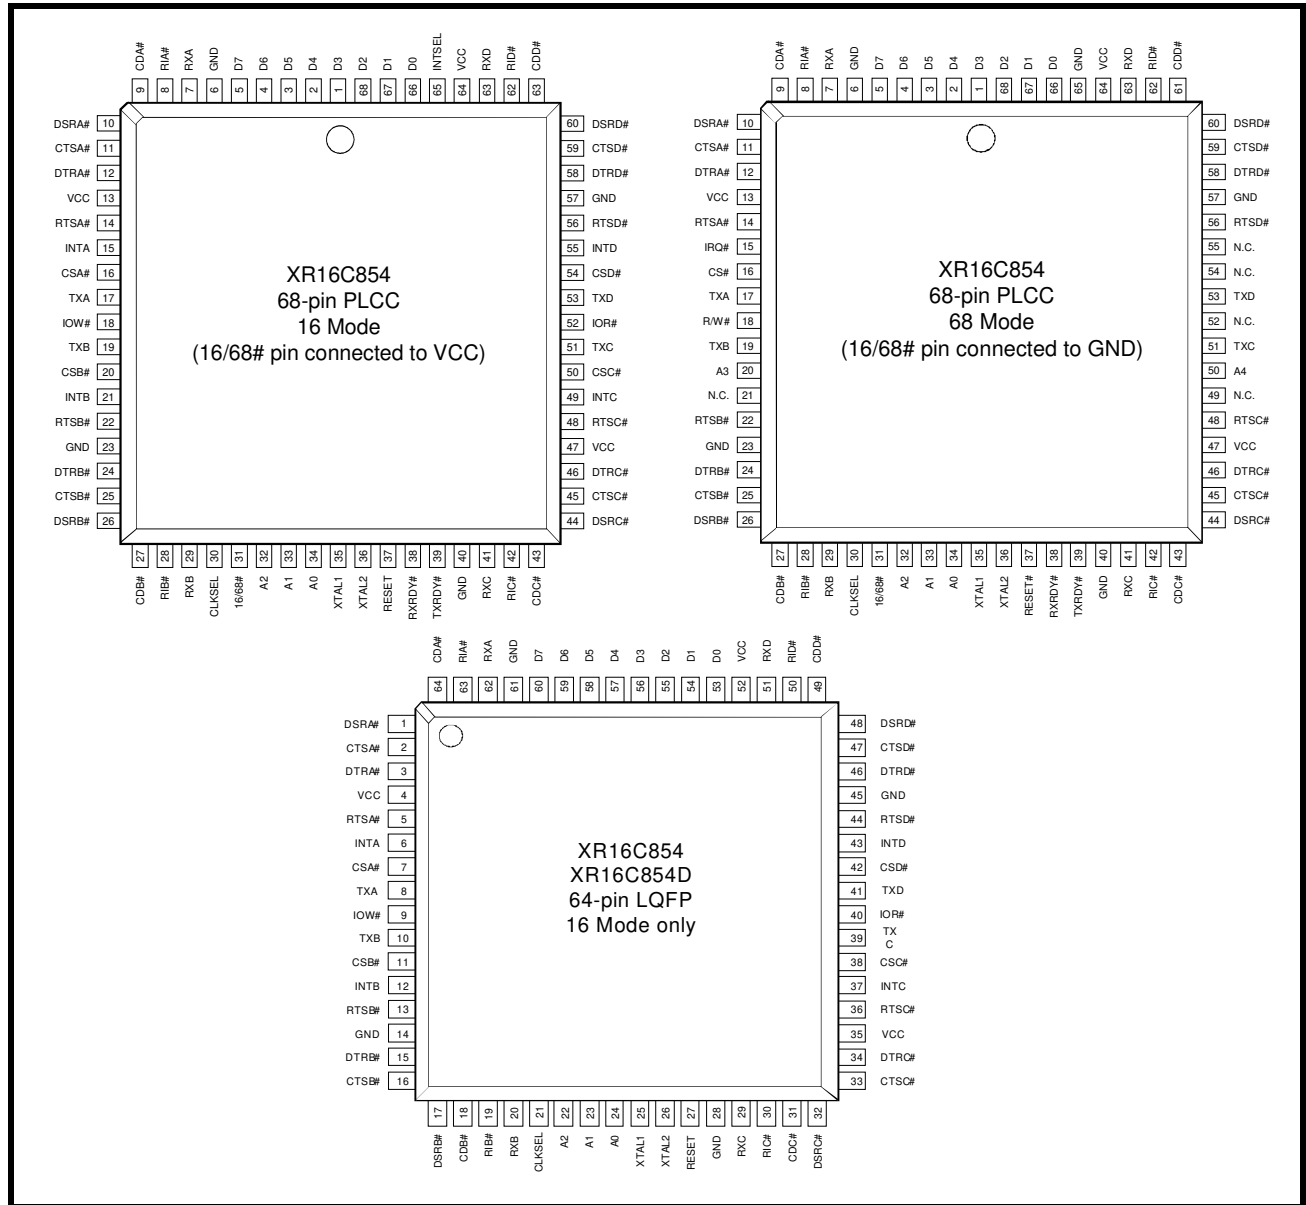 CDA# RIA# RXA GND D7 D6 D5 D4 D3 D2 D1 D0 INTSEL VCC RXD RID# CDD#
9 8 7 6 5 4 3 2 1 68 67 66 65 64 63 62 63
DSRA# 10
CTSA# 11
DTRA# 12
VCC 13
RTSA# 14
INTA 15
CSA# 16
TXA 17
IOW# 18
TXB 19
CSB# 20
INTB 21
RTSB# 22
GND 23
DTRB# 24
CTSB# 25
DSRB# 26
XR16C854
68-pin PLCC
16 Mode
(16/68# pin connected to VCC)
60 DSRD#
59 CTSD#
58 DTRD#
57 GND
56 RTSD#
55 INTD
54 CSD#
53 TXD
52 IOR#
51 TXC
50 CSC#
49 INTC
48 RTSC#
47 VCC
46 DTRC#
45 CTSC#
44 DSRC#
27 28 29 30 31 32 33 34 35 36 37 38 39 40 41 42 43
CDB# RIB# RXB CLKSEL 16/68# A2 A1 A0 XTAL1 XTAL2 RESET RXRDY# TXRDY# GND RXC RIC# CDC#
CDA# RIA# RXA GND D7 D6 D5 D4 D3 D2 D1 D0 GND VCC RXD RID# CDD#
9 8 7 6 5 4 3 2 1 68 67 66 65 64 63 62 61
DSRA# 10
CTSA# 11
DTRA# 12
VCC 13
RTSA# 14
IRQ# 15
CS# 16
TXA 17
R/W# 18
TXB 19
A3 20
N.C. 21
RTSB# 22
GND 23
DTRB# 24
CTSB# 25
DSRB# 26
XR16C854
68-pin PLCC
68 Mode
(16/68# pin connected to GND)
60 DSRD#
59 CTSD#
58 DTRD#
57 GND
56 RTSD#
55 N.C.
54 N.C.
53 TXD
52 N.C.
51 TXC
50 A4
49 N.C.
48 RTSC#
47 VCC
46 DTRC#
45 CTSC#
44 DSRC#
27 28 29 30 31 32 33 34 35 36 37 38 39 40 41 42 43
CDB# RIB# RXB CLKSEL 16/68# A2 A1 A0 XTAL1 XTAL2 RESET# RXRDY# TXRDY# GND RXC RIC# CDC#
CDA# RIA# RXA GND D7 D6 D5 D4 D3 D2 D1 D0 VCC RXD RID# CDD#
64 63 62 61 60 59 58 57 56 55 54 53 52 51 50 49
DSRA# 1
CTSA# 2
DTRA# 3
VCC 4
RTSA# 5
INTA 6
CSA# 7
TXA 8
IOW# 9
TXB 10
CSB# 11
INTB 12
RTSB# 13
GND 14
DTRB# 15
CTSB# 16
XR16C854
XR16C854D
64-pin LQFP
16 Mode only
48 DSRD#
47 CTSD#
46 DTRD#
45 GND
44 RTSD#
43 INTD
42 CSD#
41 TXD
40 IOR#
39 TX
C
38 CSC#
37 INTC
36 RTSC#
35 VCC
34 DTRC#
33 CTSC#
17 18 19 20 21 22 23 24 25 26 27 28 29 30 31 32
DSRB# CDB# RIB# RXB CLKSEL A2 A1 A0 XTAL1 XTAL2 RESET GND RXC RIC# CDC# DSRC#